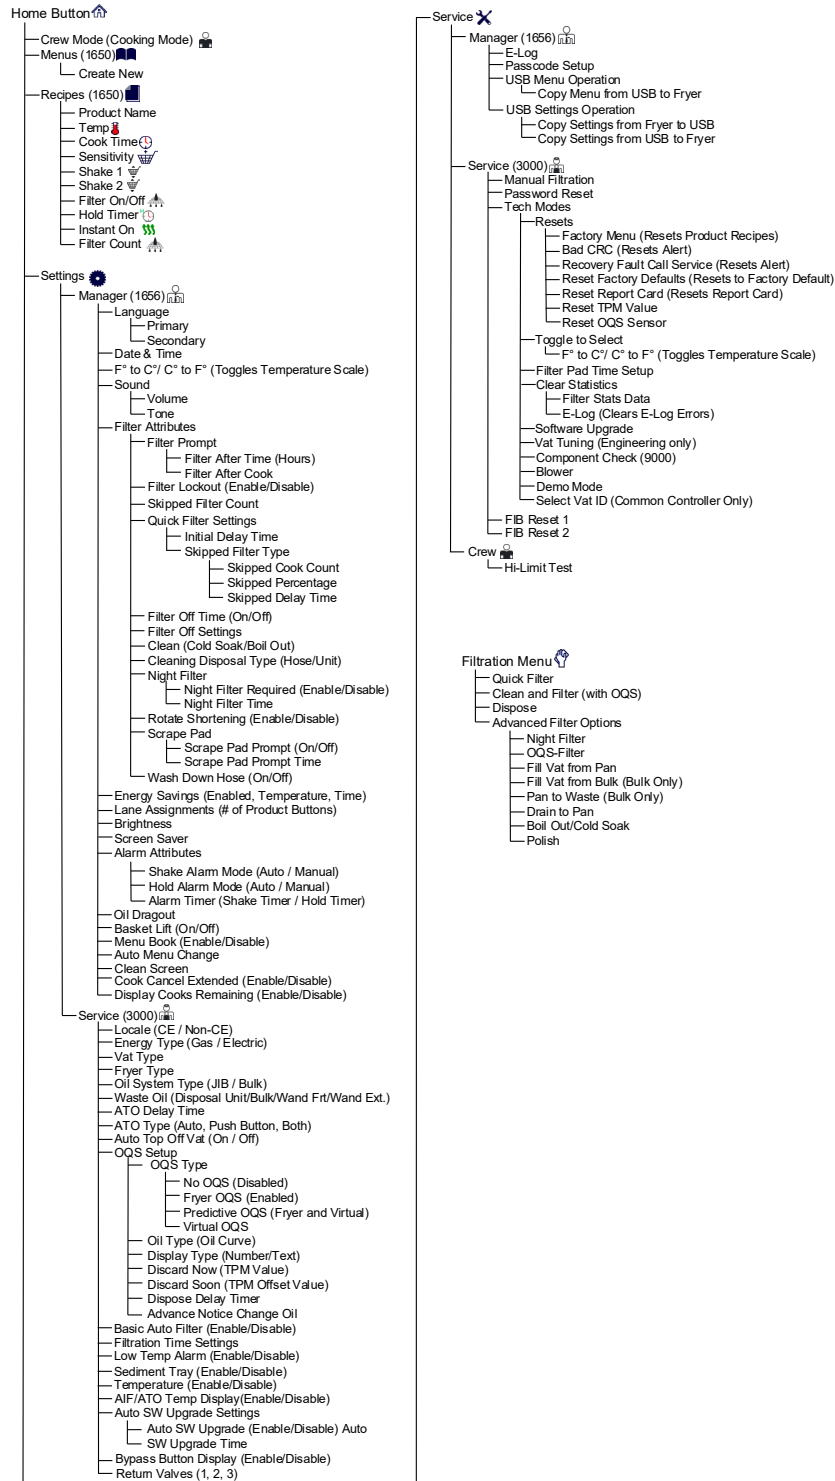 Home Button
Crew Mode (Cooking Mode)
Menus (1650)
Create New
Recipes (1650)
Product Name
Temp
Cook Time
Sensitivity
Shake 1
Shake 2
Filter On/Off
Hold Timer
Instant On
Filter Count
Settings
Manager (1656)
Language
Primary
Secondary
Date & Time
F° to C°/ C° to F° (Toggles Temperature Scale)
Sound
Volume
Tone
Filter Attributes
Filter Prompt
Filter After Time (Hours)
Filter After Cook
Filter Lockout (Enable/Disable)
Skipped Filter Count
Quick Filter Settings
Initial Delay Time
Skipped Filter Type
Skipped Cook Count
Skipped Percentage
Skipped Delay Time
Filter Off Time (On/Off)
Filter Off Settings
Clean (Cold Soak/Boil Out)
Cleaning Disposal Type (Hose/Unit)
Night Filter
Night Filter Required (Enable/Disable)
Night Filter Time
Rotate Shortening (Enable/Disable)
Scrape Pad
Scrape Pad Prompt (On/Off)
Scrape Pad Prompt Time
Wash Down Hose (On/Off)
Energy Savings (Enabled, Temperature, Time)
Lane Assignments (# of Product Buttons)
Brightness
Screen Saver
Alarm Attributes
Shake Alarm Mode (Auto / Manual)
Hold Alarm Mode (Auto / Manual)
Alarm Timer (Shake Timer / Hold Timer)
Oil Dragout
Basket Lift (On/Off)
Menu Book (Enable/Disable)
Auto Menu Change
Clean Screen
Cook Cancel Extended (Enable/Disable)
Display Cooks Remaining (Enable/Disable)
Service (3000)
Locale (CE / Non-CE)
Energy Type (Gas / Electric)
Vat Type
Fryer Type
Oil System Type (JIB / Bulk)
Waste Oil (Disposal Unit/Bulk/Wand Frt/Wand Ext.)
ATO Delay Time
ATO Type (Auto, Push Button, Both)
Auto Top Off Vat (On / Off)
OQS Setup
OQS Type
No OQS (Disabled)
Fryer OQS (Enabled)
Predictive OQS (Fryer and Virtual)
Virtual OQS
Oil Type (Oil Curve)
Display Type (Number/Text)
Discard Now (TPM Value)
Discard Soon (TPM Offset Value)
Dispose Delay Timer
Advance Notice Change Oil
Basic Auto Filter (Enable/Disable)
Filtration Time Settings
Low Temp Alarm (Enable/Disable)
Sediment Tray (Enable/Disable)
Temperature (Enable/Disable)
AIF/ATO Temp Display(Enable/Disable)
Auto SW Upgrade Settings
Auto SW Upgrade (Enable/Disable) Auto
SW Upgrade Time
Bypass Button Display (Enable/Disable)
Return Valves (1, 2, 3)
Service
Manager (1656)
E-Log
Passcode Setup
USB Menu Operation
Copy Menu from USB to Fryer
USB Settings Operation
Copy Settings from Fryer to USB
Copy Settings from USB to Fryer
Service (3000)
Manual Filtration
Password Reset
Tech Modes
Resets
Factory Menu (Resets Product Recipes)
Bad CRC (Resets Alert)
Recovery Fault Call Service (Resets Alert)
Reset Factory Defaults (Resets to Factory Default)
Reset Report Card (Resets Report Card)
Reset TPM Value
Reset OQS Sensor
Toggle to Select
F° to C°/ C° to F° (Toggles Temperature Scale)
Filter Pad Time Setup
Clear Statistics
Filter Stats Data
E-Log (Clears E-Log Errors)
Software Upgrade
Vat Tuning (Engineering only)
Component Check (9000)
Blower
Demo Mode
Select Vat ID (Common Controller Only)
FIB Reset 1
FIB Reset 2
Crew
Hi-Limit Test
Filtration Menu
Quick Filter
Clean and Filter (with OQS)
Dispose
Advanced Filter Options
Night Filter
OQS-Filter
Fill Vat from Pan
Fill Vat from Bulk (Bulk Only)
Pan to Waste (Bulk Only)
Drain to Pan
Boil Out/Cold Soak
Polish